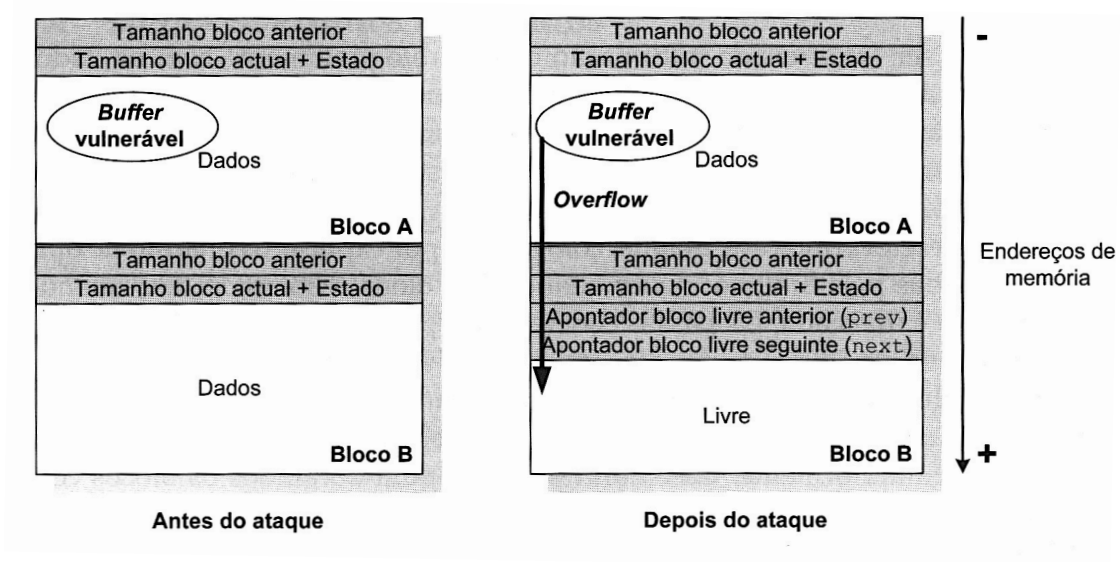 Tamanho bloco anterior
Tamanho bloco actual + Estado
Buffer
vulnerável
Dados
Bloco A
Tamanho bloco anterior
Tamanho bloco actual + Estado
Dados
Bloco B
Antes do ataque
Tamanho bloco anterior
Tamanho bloco actual + Estado
Buffer
vulnerável
Dados
Overflow
Bloco A
Tamanho bloco anterior
Tamanho bloco actual + Estado
Apontador bloco livre anterior (prev)
Apontador bloco livre seguinte (next)
Livre
Bloco B
Depois do ataque
-
Endereços de
memória
+